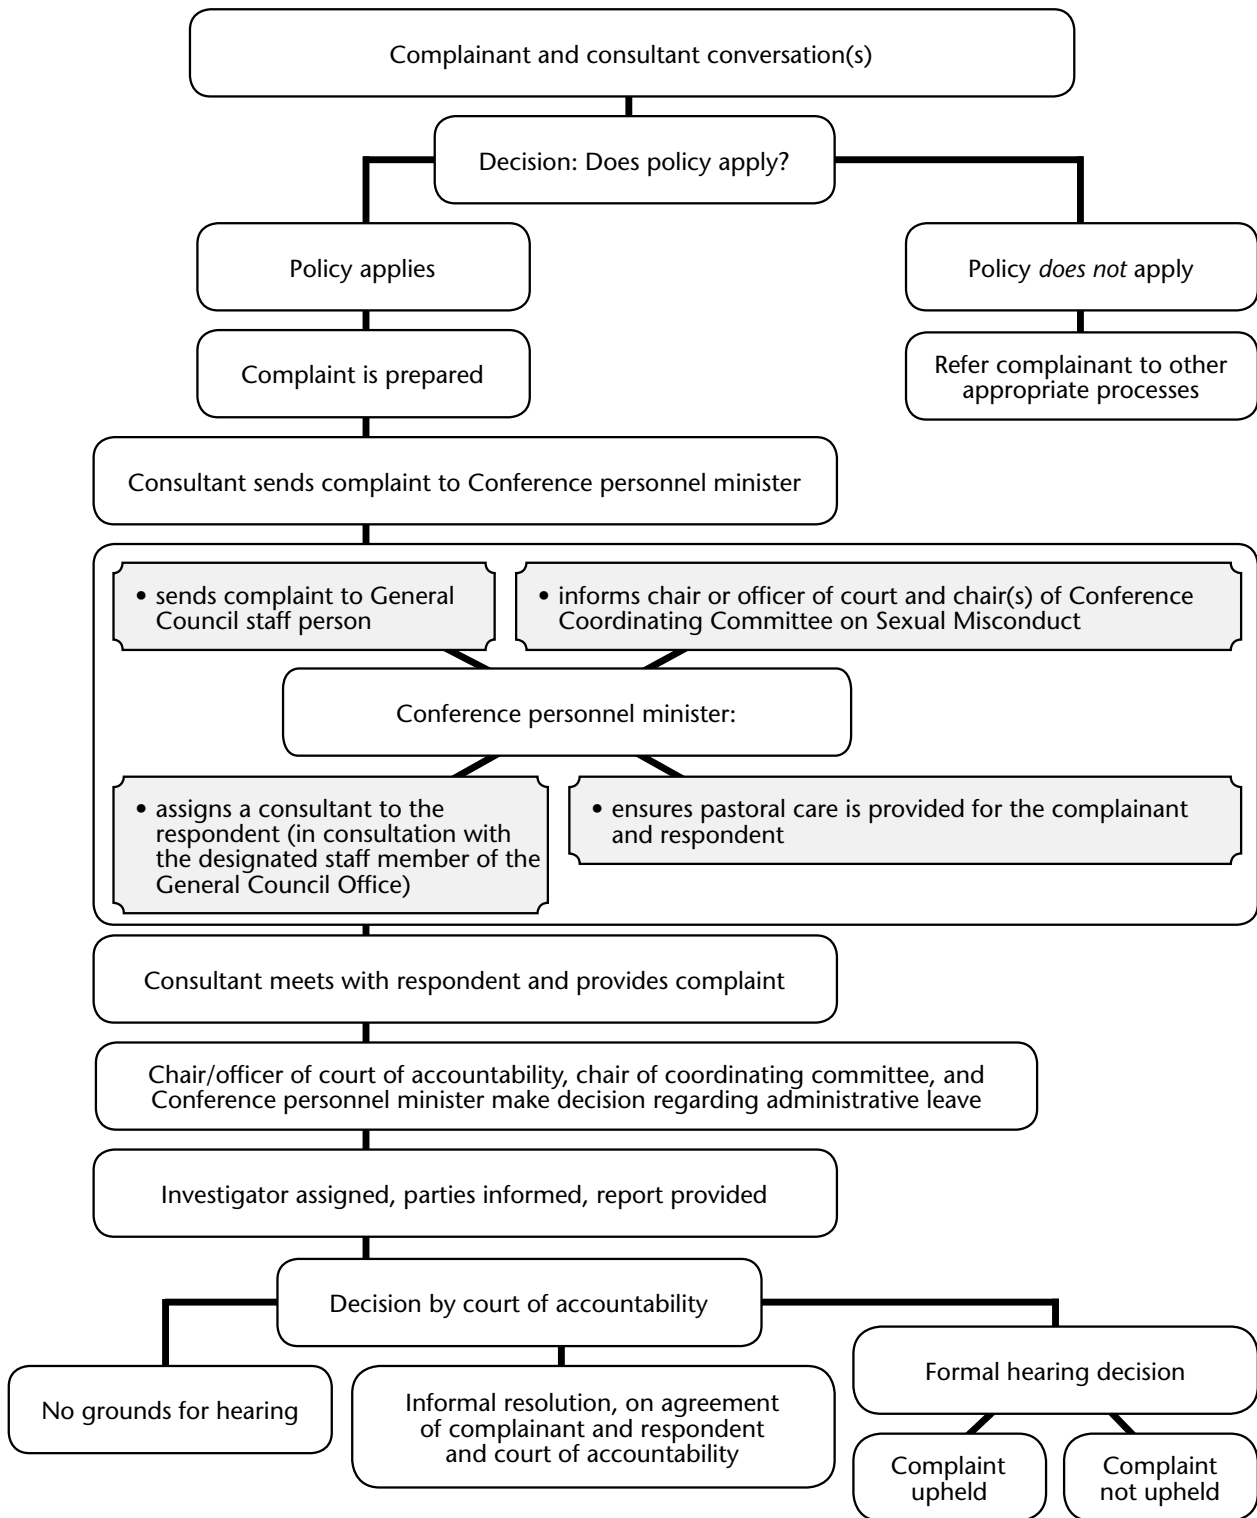 Complainant and consultant conversation(s)
Decision: Does policy apply?
Policy applies
Policy does not apply
Complaint is prepared
Refer complainant to other
appropriate processes
Consultant sends complaint to Conference personnel minister
• sends complaint to General
Council staff person
• informs chair or officer of court and chair(s) of Conference
Coordinating Committee on Sexual Misconduct
Conference personnel minister:
• assigns a consultant to the
respondent (in consultation with
the designated staff member of the
General Council Office)
• ensures pastoral care is provided for the complainant
and respondent
Consultant meets with respondent and provides complaint
Chair/officer of court of accountability, chair of coordinating committee, and
Conference personnel minister make decision regarding administrative leave
Investigator assigned, parties informed, report provided
Decision by court of accountability
No grounds for hearing
Informal resolution, on agreement
of complainant and respondent
and court of accountability
Formal hearing decision
Complaint
upheld
Complaint
not upheld